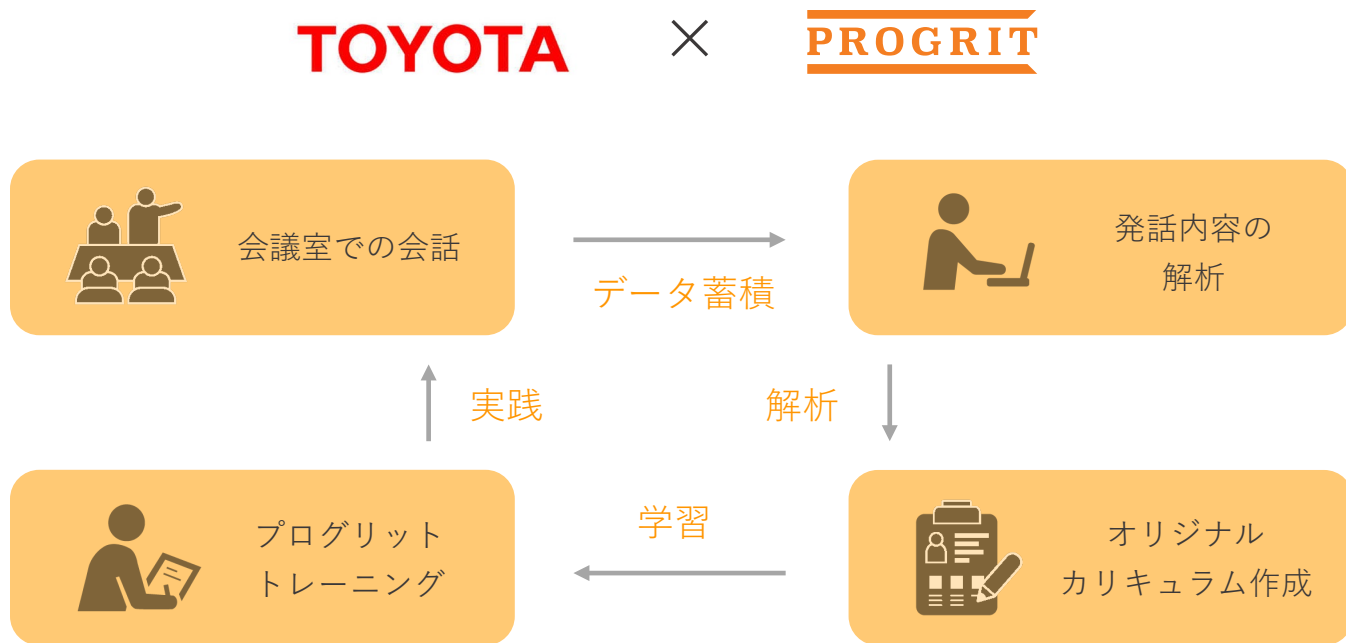 TOYOTA × PROGRIT
会議室での会話
データ蓄積
発話内容の
解析
実践
解析
プログリット
トレーニング
学習
オリジナル
カリキュラム作成